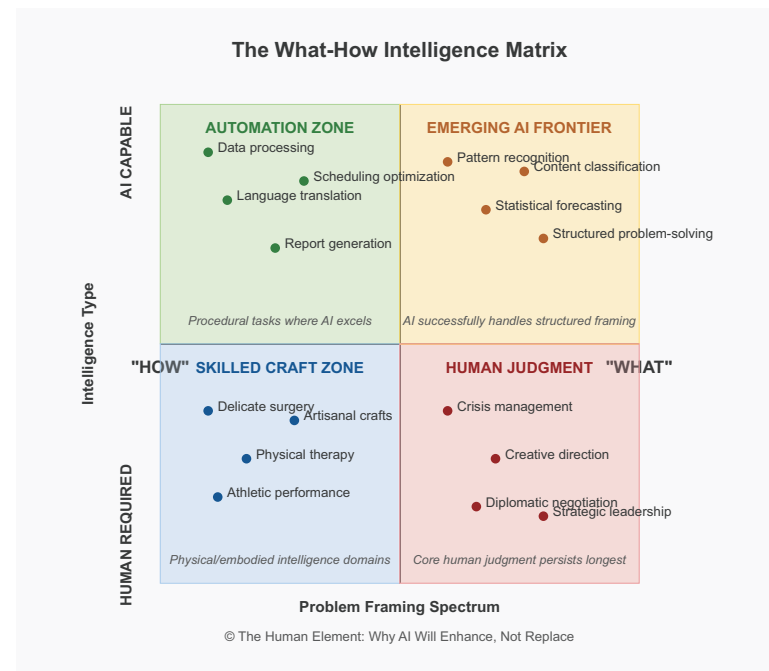 The What-How Intelligence Matrix
AI CAPABLE
AUTOMATION ZONE
Data processing
Scheduling optimization
Language translation
Report generation
Procedural tasks where AI excels
EMERGING AI FRONTIER
Pattern recognition
Content classification
Statistical forecasting
Structured problem-solving
AI successfully handles structured framing
Intelligence Type
"HOW"
SKILLED CRAFT ZONE
Delicate surgery
Artisanal crafts
Physical therapy
Athletic performance
Physical/embodied intelligence domains
HUMAN JUDGMENT
"WHAT"
Crisis management
Creative direction
Diplomatic negotiation
Strategic leadership
Core human judgment persists longest
HUMAN REQUIRED
Problem Framing Spectrum
© The Human Element: Why AI Will Enhance, Not Replace